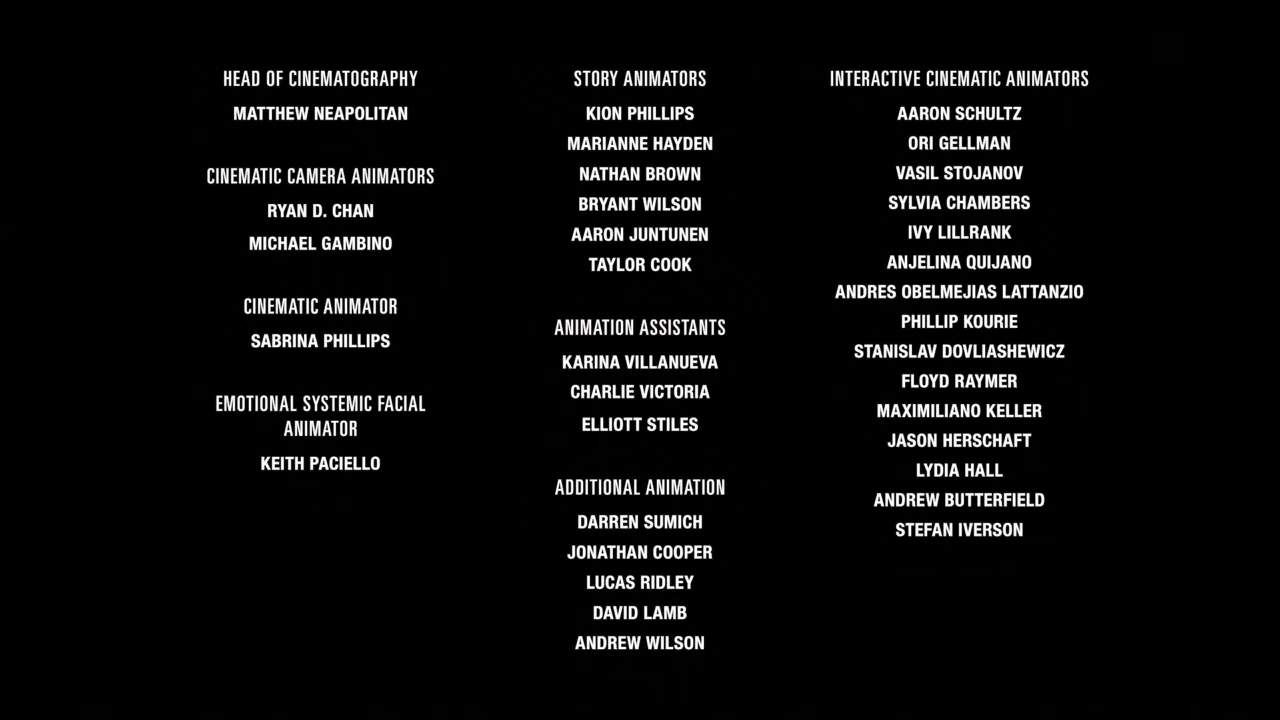 HEAD OF CINEMATOGRAPHY
MATTHEW NEAPOLITAN
CINEMATIC CAMERA ANIMATORS
RYAN D. CHAN
MICHAEL GAMBINO
CINEMATIC ANIMATOR
SABRINA PHILLIPS
EMOTIONAL SYSTEMIC FACIAL
ANIMATOR
KEITH PACIELLO
STORY ANIMATORS
KION PHILLIPS
MARIANNE HAYDEN
NATHAN BROWN
BRYANT WILSON
AARON JUNTUNEN
TAYLOR COOK
ANIMATION ASSISTANTS
KARINA VILLANUEVA
CHARLIE VICTORIA
ELLIOTT STILES
ADDITIONAL ANIMATION
DARREN SUMICH
JONATHAN COOPER
LUCAS RIDLEY
DAVID LAMB
ANDREW WILSON
INTERACTIVE CINEMATIC ANIMATORS
AARON SCHULTZ
ORI GELLMAN
VASIL STOJANOV
SYLVIA CHAMBERS
IVY LILLRANK
ANJELINA QUIJANO
ANDRES OBELMEJIAS LATTANZIO
PHILLIP KOURIE
STANISLAV DOVLIASHEWICZ
FLOYD RAYMER
MAXIMILIANO KELLER
JASON HERSCHAFT
LYDIA HALL
ANDREW BUTTERFIELD
STEFAN IVERSON